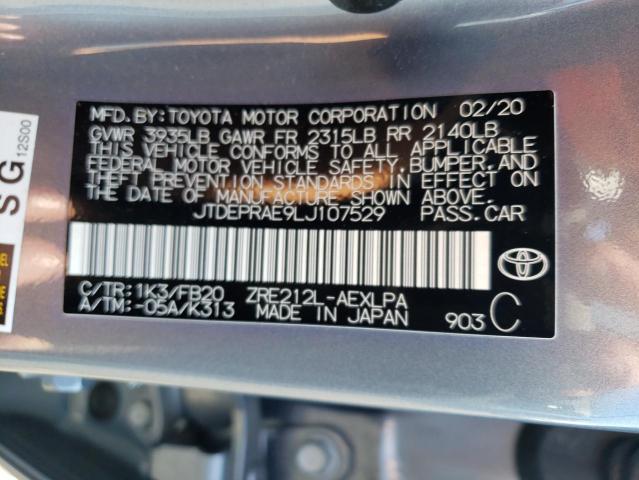 MFD. BY: TOYOTA MOTOR CORPORATION 02/20
GVWR 3935LB GAWR FR 2315LB RR 2140LB
THIS VEHICLE CONFORMS TO ALL APPLICABLE
FEDERAL MOTOR VEHICLE SAFETY, BUMPER, AND
THEFT PREVENTION STANDARDS IN EFFECT ON
THE DATE OF MANUFACTURE SHOWN ABOVE.
JTDEPRAE9LJ107529 PASS. CAR
C/TR: 1K3/FB20 ZRE212L-AEXLPA
A/TM: -05A/K313 MADE IN JAPAN
903 C
SG
12S00